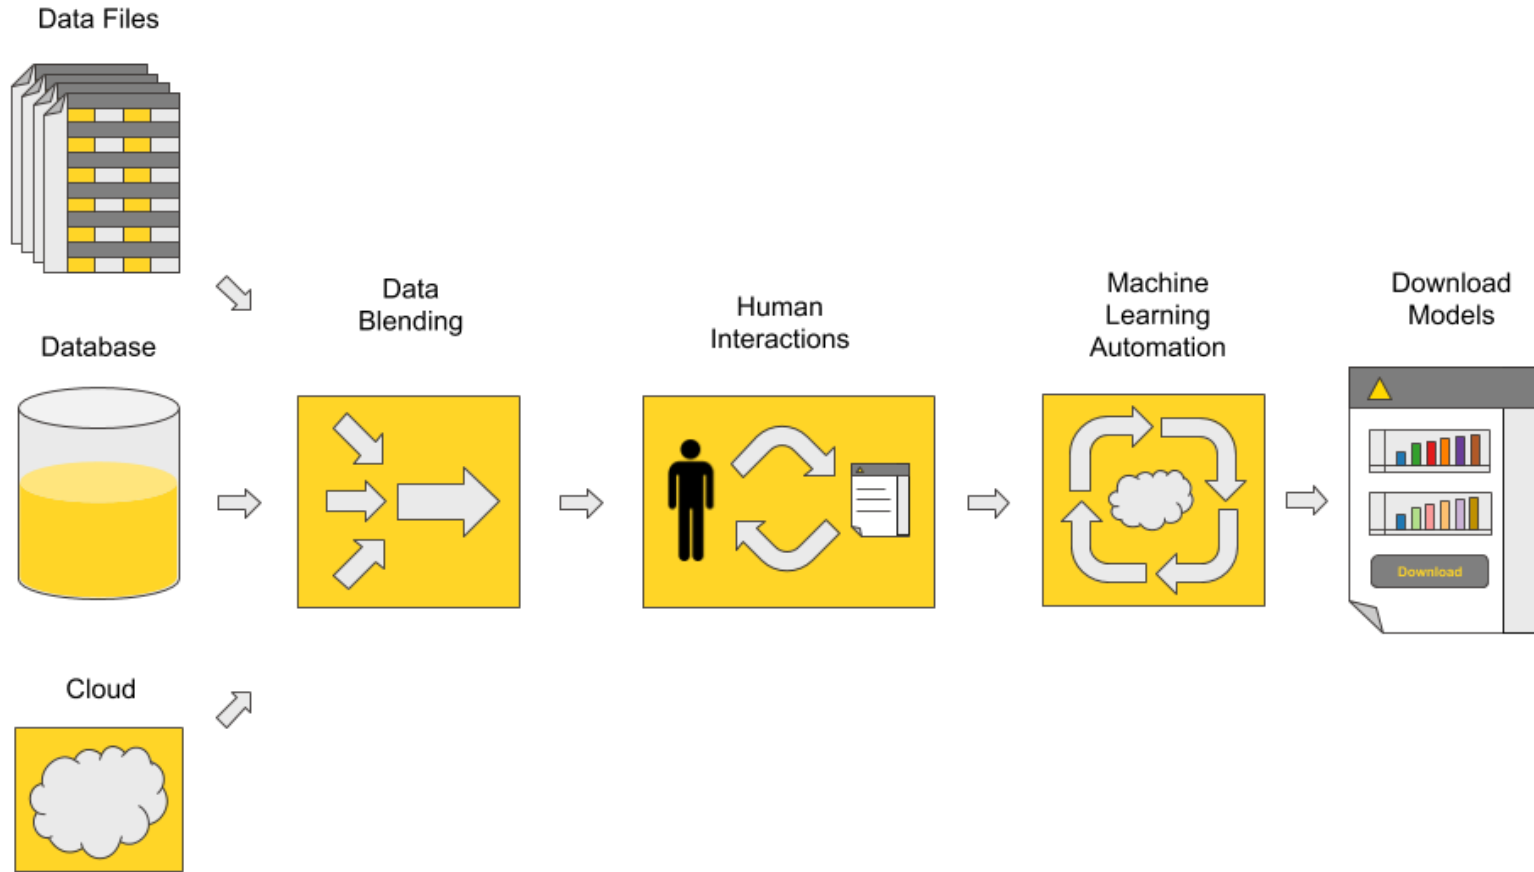 Data Files
Database
Cloud
Data
Blending
Human
Interactions
Machine
Learning
Automation
Download
Models
Download